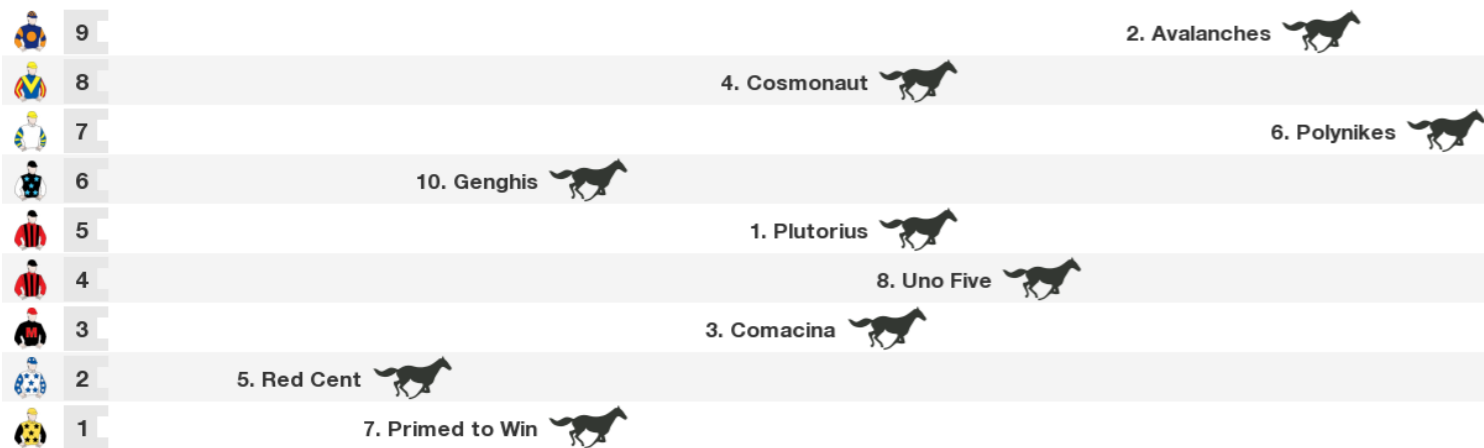 9 2. Avalanches
8 4. Cosmonaut
7 6. Polynikes
6 10. Genghis
5 1. Plutorius
4 8. Uno Five
M
3 3. Comacina
2 5. Red Cent
1 7. Primed to Win